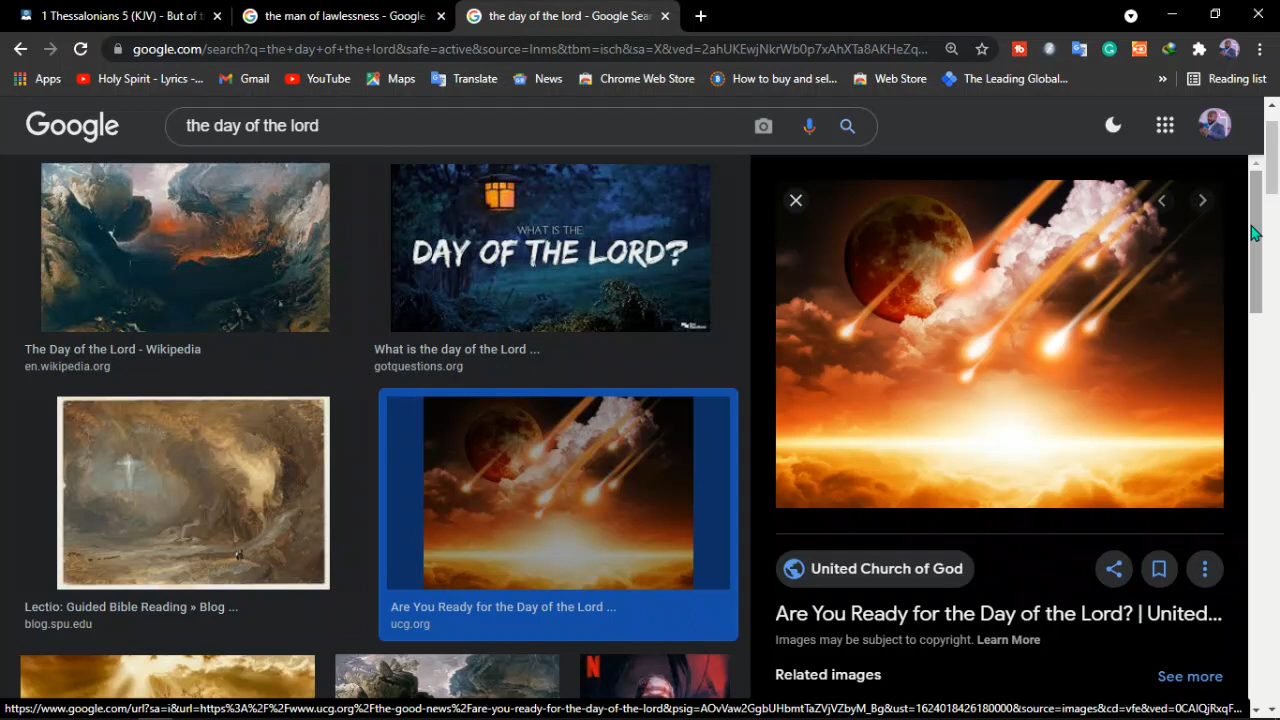 1 Thessalonians 5 (KJV) - But of t
the man of lawlessness - Google
the day of the lord - Google Sear
google.com/search?q=the+day+of+the+lord&safe=active&source=lnms&tbm=isch&sa=X&ved=2ahUKEwjNkrWb0p7xAhXTa8AKHeZq...
Apps
Holy Spirit - Lyrics -...
Gmail
YouTube
Maps
Translate
News
Chrome Web Store
How to buy and sel...
Web Store
The Leading Global...
»
Reading list
Google
the day of the lord
WHAT IS THE
DAY OF THE LORD?
The Day of the Lord - Wikipedia
en.wikipedia.org
What is the day of the Lord ...
gotquestions.org
Lectio: Guided Bible Reading » Blog ...
blog.spu.edu
Are You Ready for the Day of the Lord ...
ucg.org
N
United Church of God
Are You Ready for the Day of the Lord? | United...
Images may be subject to copyright. Learn More
Related images
See more
https://www.google.com/url?sa=i&url=https%3A%2F%2Fwww.ucg.org%2Fthe-good-news%2Fare-you-ready-for-the-day-of-the-lord&psig=AOvVaw2GgbUHbmtTaZVjVZbyM_Bg&ust=1624018426180000&source=images&cd=vfe&ved=0CAIQjRxqF...